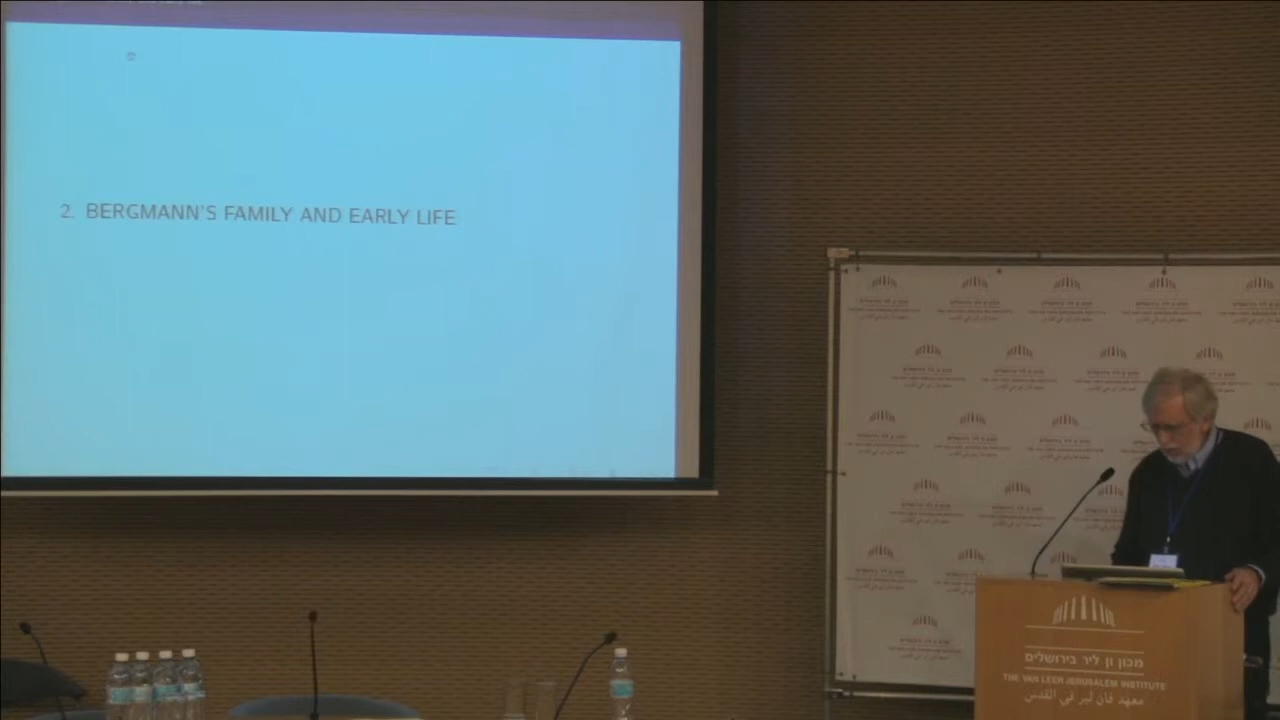 2. BERGMANN'S FAMILY AND EARLY LIFE
מכון ון ליר בירושלים
THE VAN LEER JERUSALEM INSTITUTE
معهد فان لير في القدس